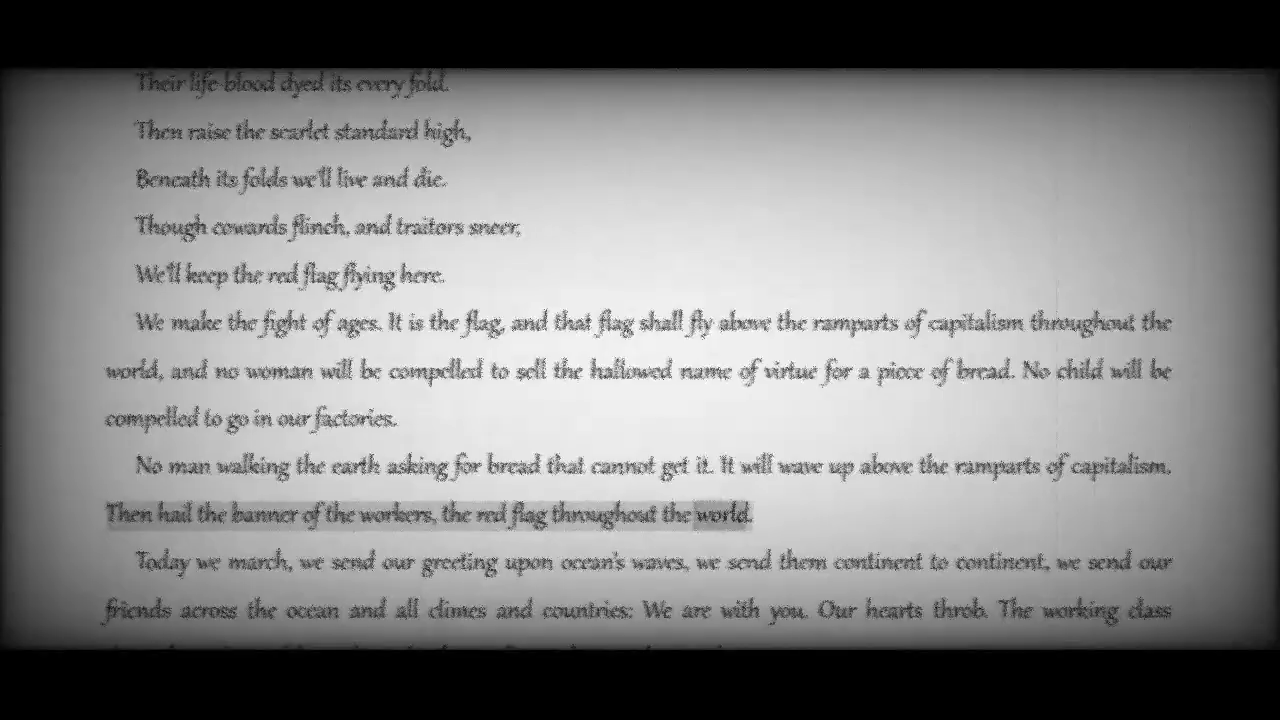 Their life-blood dyed its every fold.
Then raise the scarlet standard high,
Beneath its folds we'll live and die.
Though cowards flinch, and traitors sneer,
We'll keep the red flag flying here.
We make the fight of ages. It is the flag, and that flag shall fly above the ramparts of capitalism throughout the
world, and no woman will be compelled to sell the hallowed name of virtue for a piece of bread. No child will be
compelled to go in our factories.
No man walking the earth asking for bread that cannot get it. It will wave up above the ramparts of capitalism.
Then hail the banner of the workers, the red flag throughout the world.
Today we march, we send our greeting upon ocean's waves, we send them continent to continent, we send our
friends across the ocean and all climes and countries: We are with you. Our hearts throb. The working class